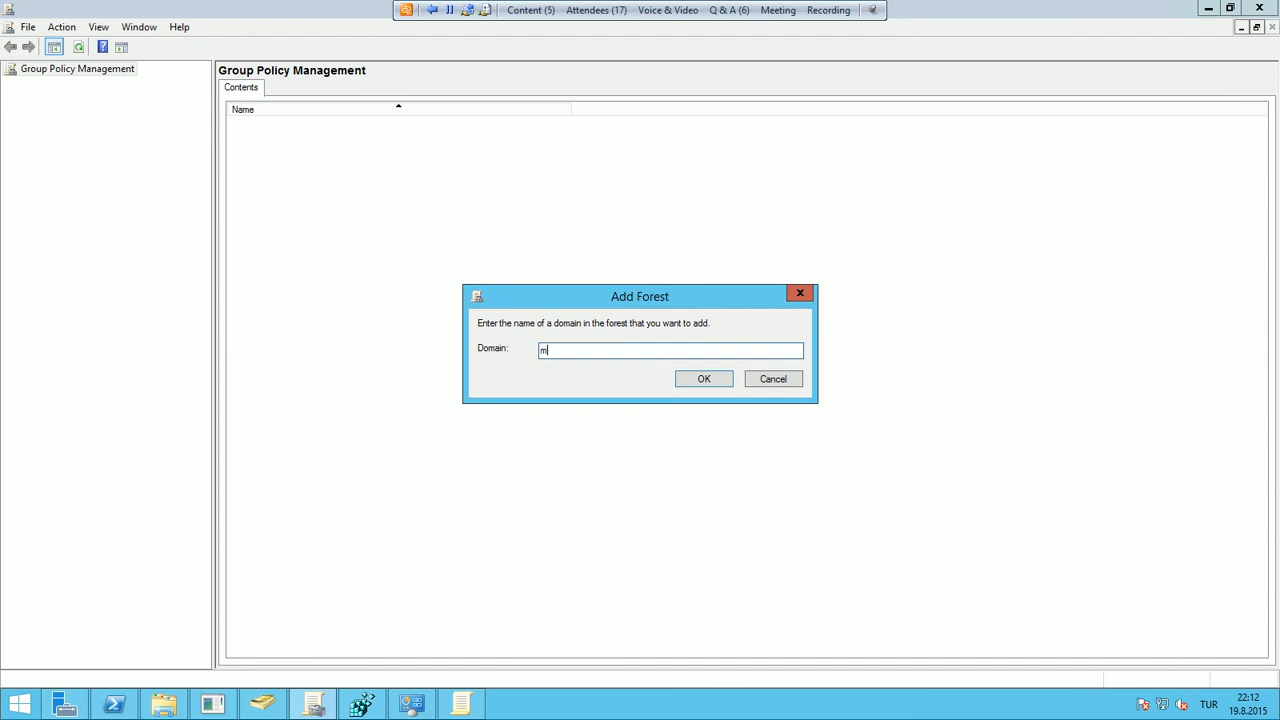 Content (5) Attendees (17) Voice & Video Q & A (6) Meeting Recording
File Action View Window Help
Group Policy Management
Group Policy Management
Contents
Name
Add Forest
Enter the name of a domain in the forest that you want to add.
Domain: m
OK Cancel
TUR
22:12
19.8.2015